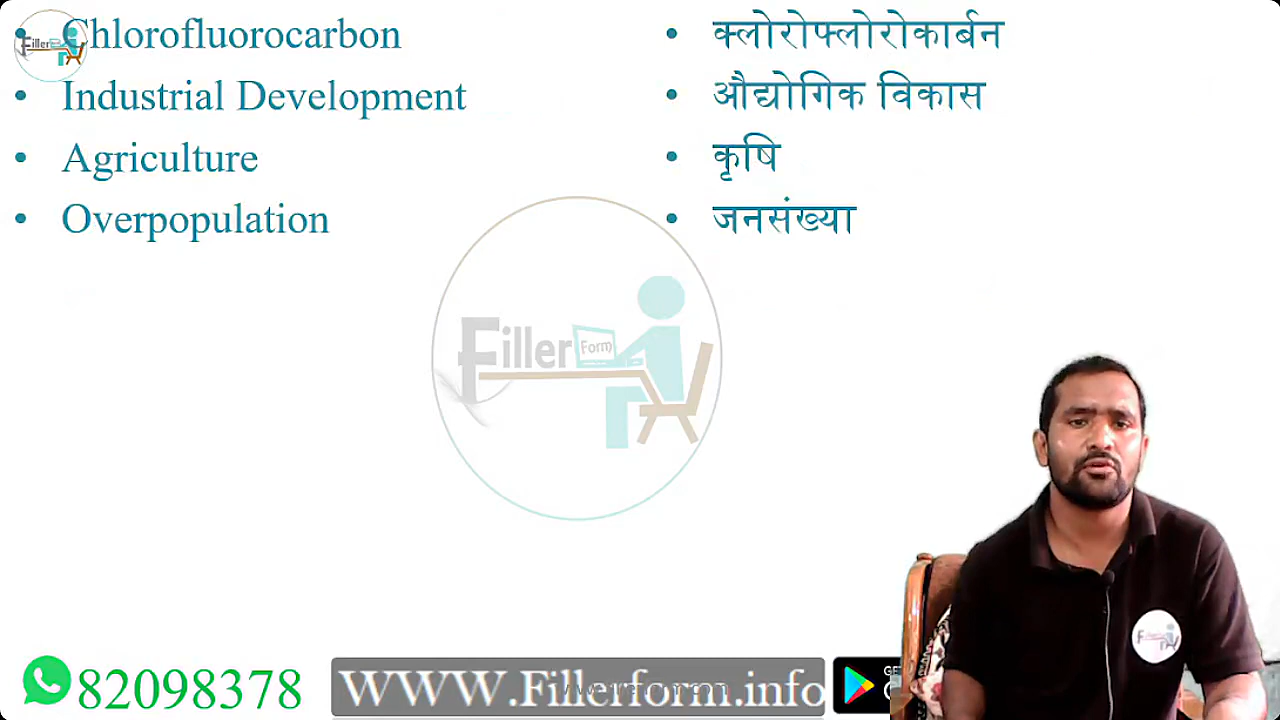 Chlorofluorocarbon
Industrial Development
Agriculture
Overpopulation
क्लोरोफ्लोरोकार्बन
औद्योगिक विकास
कृषि
जनसंख्या
Filler Form
82098378
WWW.Fillerform.info